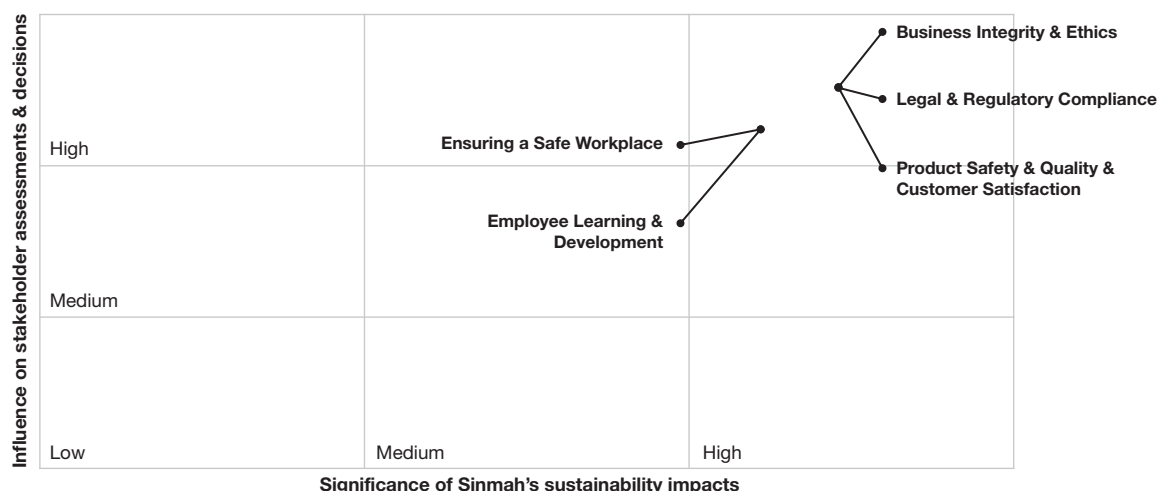 Influence on stakeholder assessments & decisions
Business Integrity & Ethics
Legal & Regulatory Compliance
Ensuring a Safe Workplace
High
Product Safety & Quality &
Customer Satisfaction
Employee Learning &
Development
Medium
Low
Medium
High
Significance of Sinmah's sustainability impacts